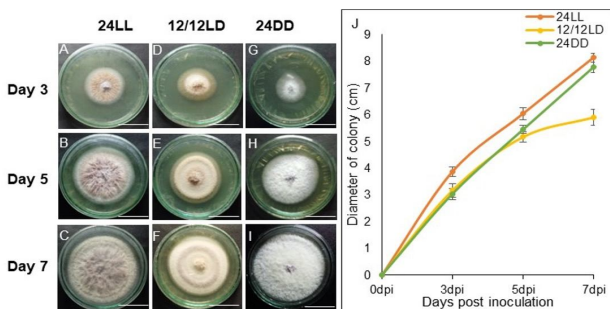 24LL 12/12LD 24DD
Day 3
A D G
Day 5
B E H
Day 7
C F I
J
24LL
12/12LD
24DD
Diameter of colony (cm)
9
8
7
6
5
4
3
2
1
0
0dpi 3dpi 5dpi 7dpi
Days post inoculation